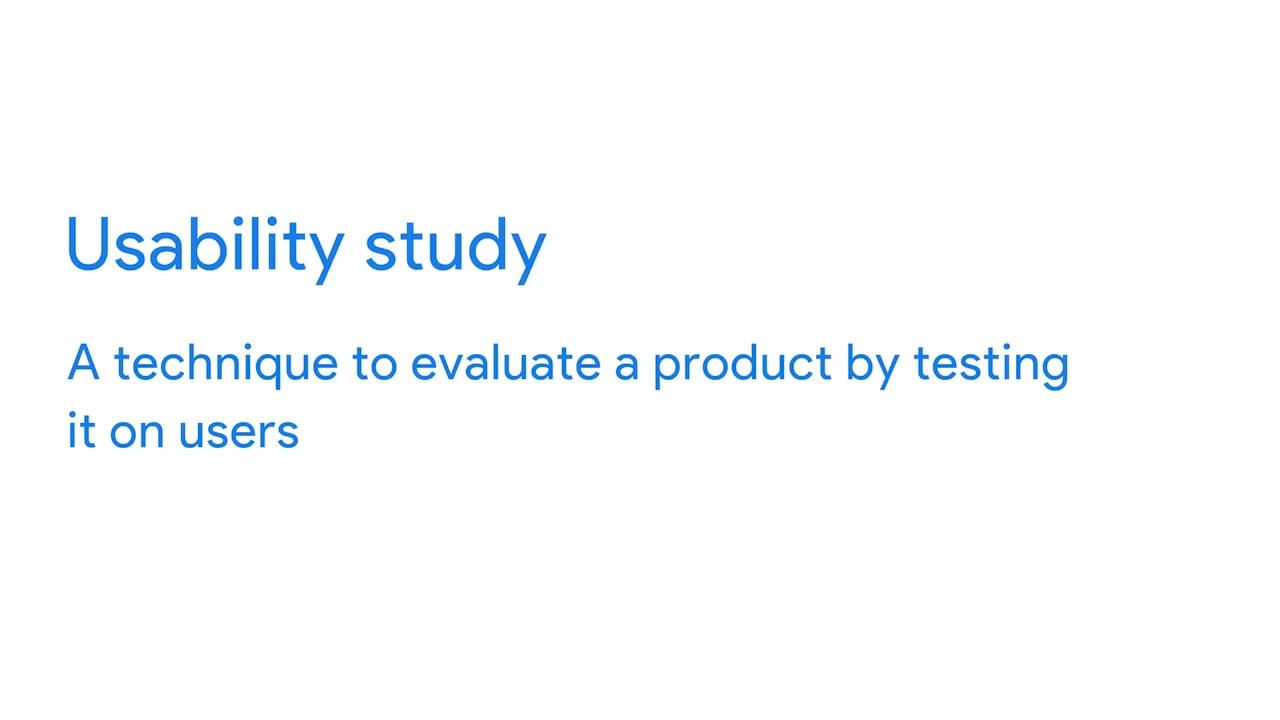 Usability study
A technique to evaluate a product by testing
it on users